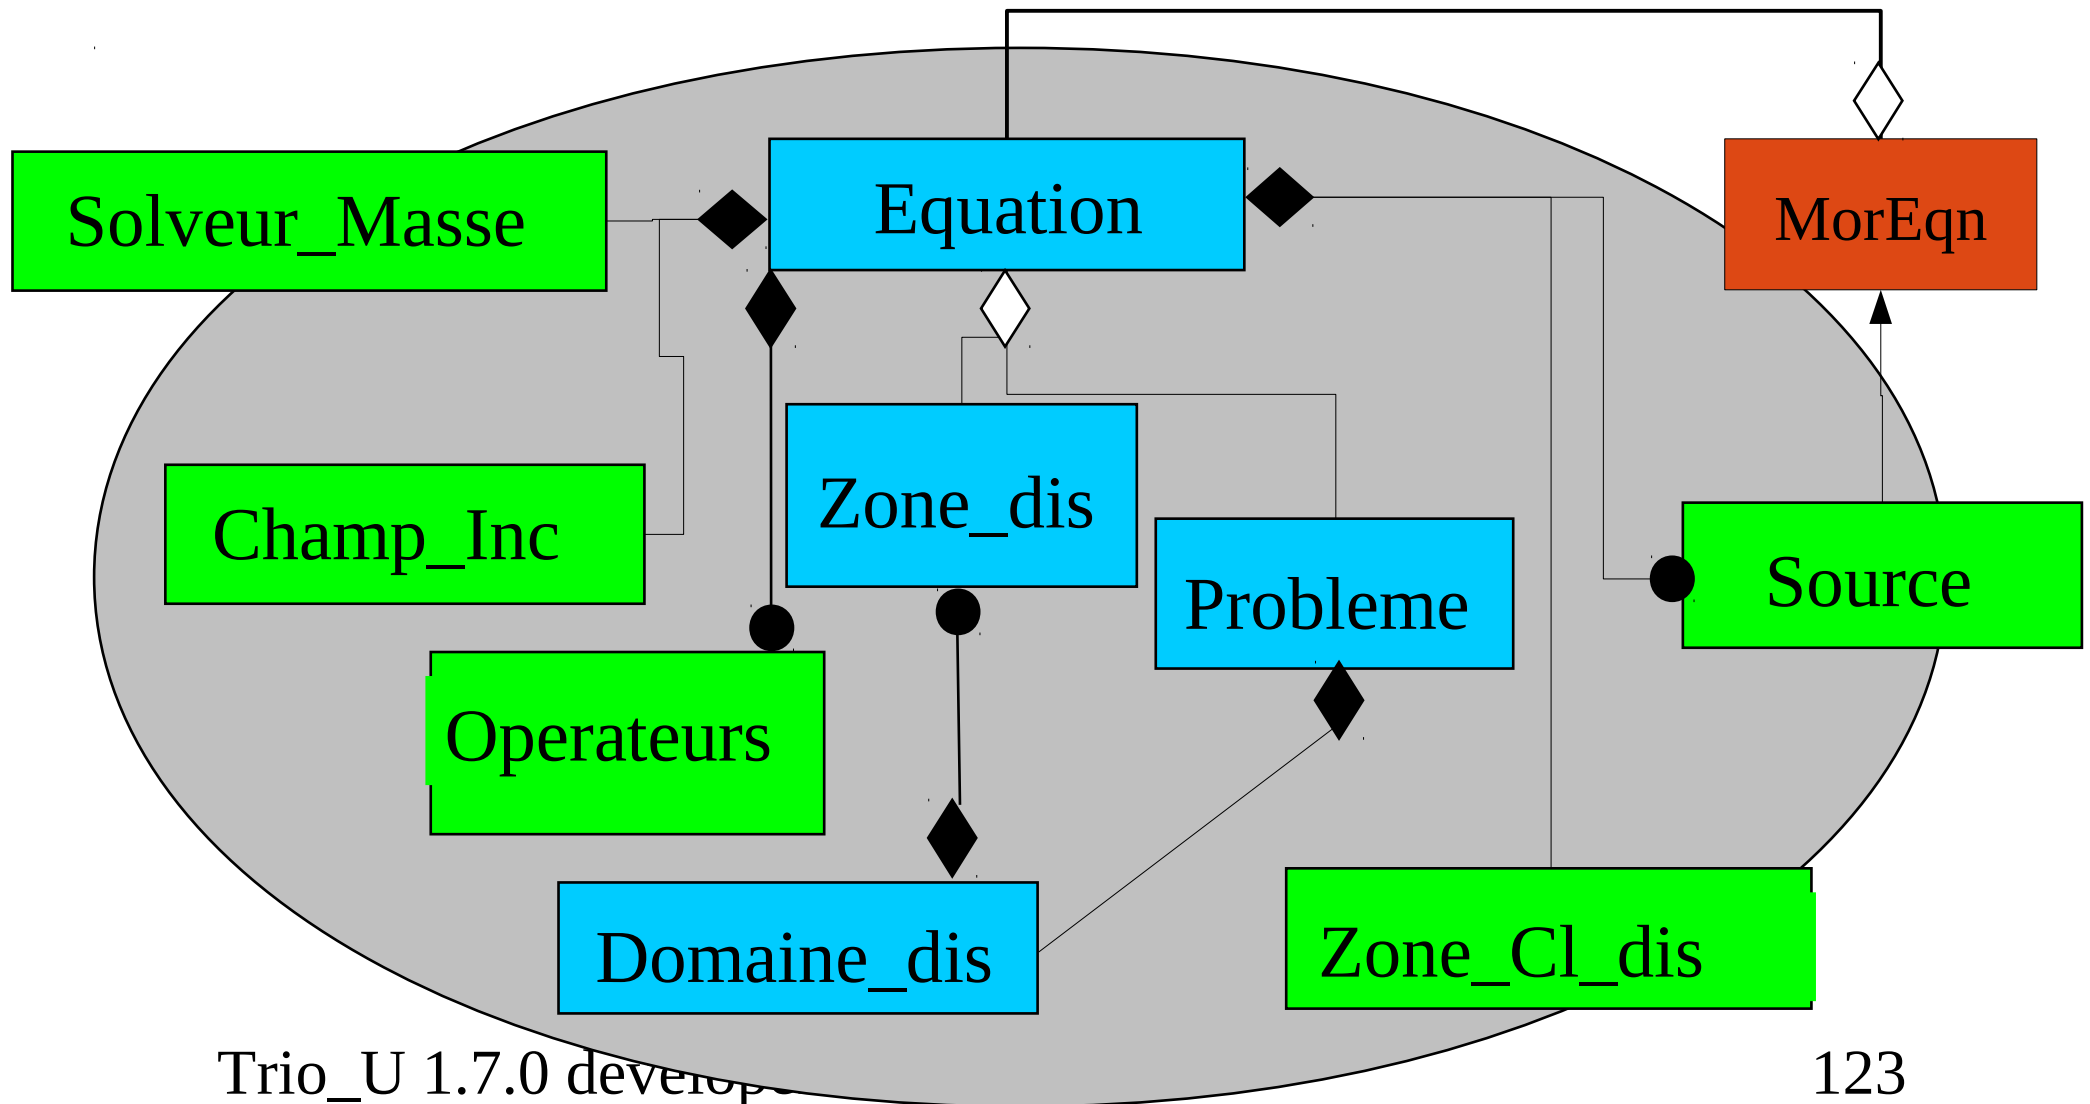 Solveur_Masse
Equation
MorEqn
Champ_Inc
Zone_dis
Probleme
Source
Operateurs
Domaine_dis
Zone_Cl_dis
Trio_U 1.7.0
123